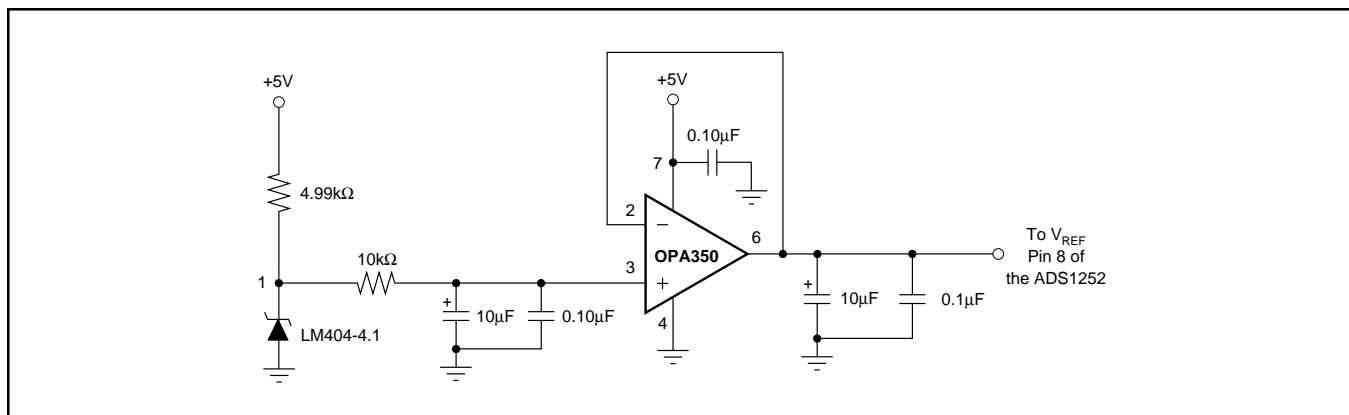 +5V
+5V
0.10µF
7
4.99kΩ
2
−
OPA350
6
To VREF
Pin 8 of
the ADS1252
10kΩ
1
3
+
+
10µF
0.10µF
+
10µF
0.1µF
4
LM404-4.1